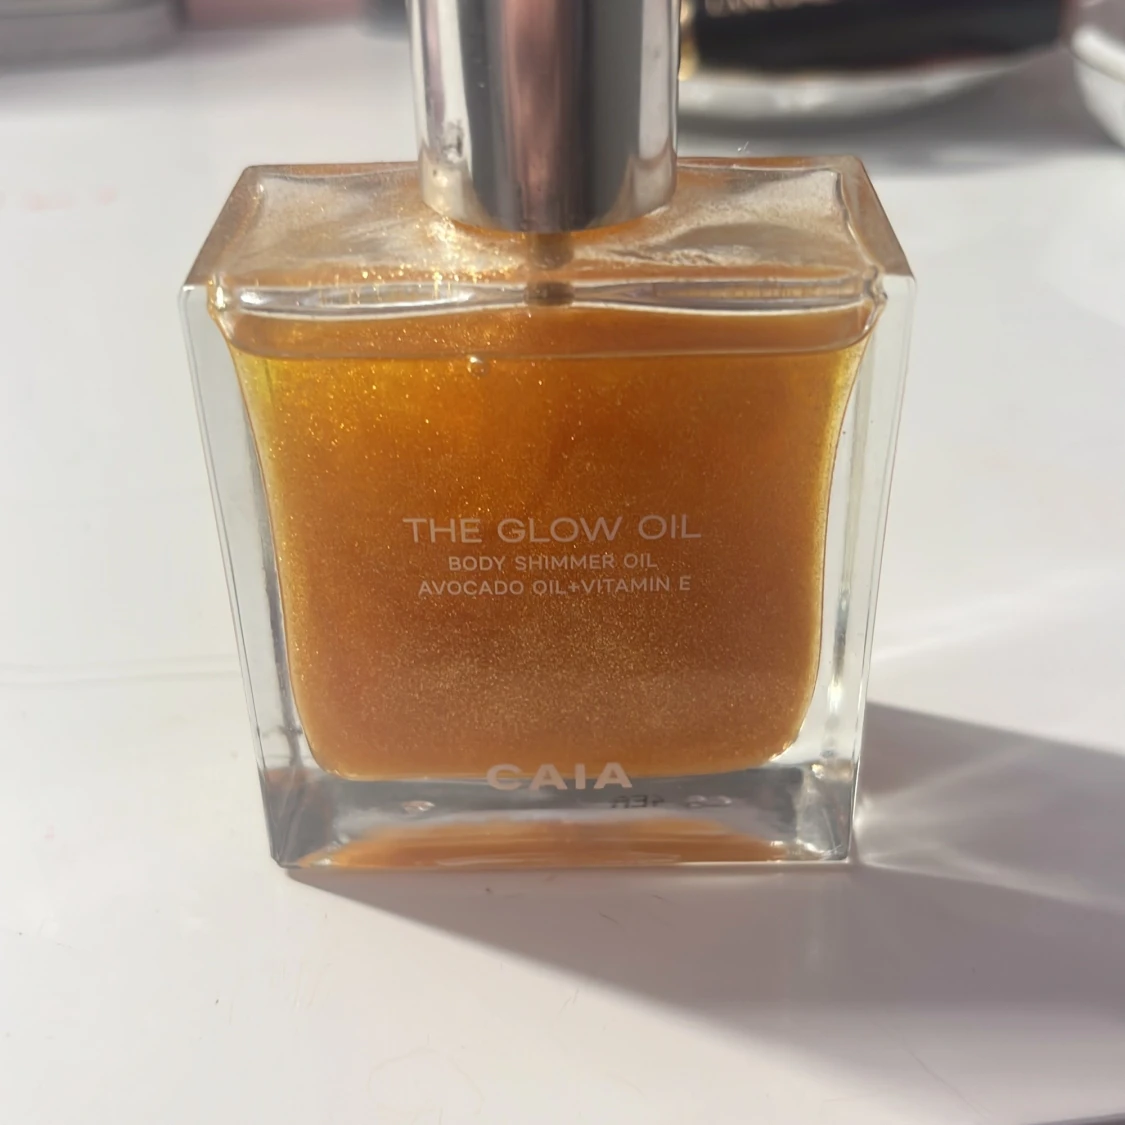 THE GLOW OIL
BODY SHIMMER OIL
AVOCADO OIL+VITAMIN E
CAIA